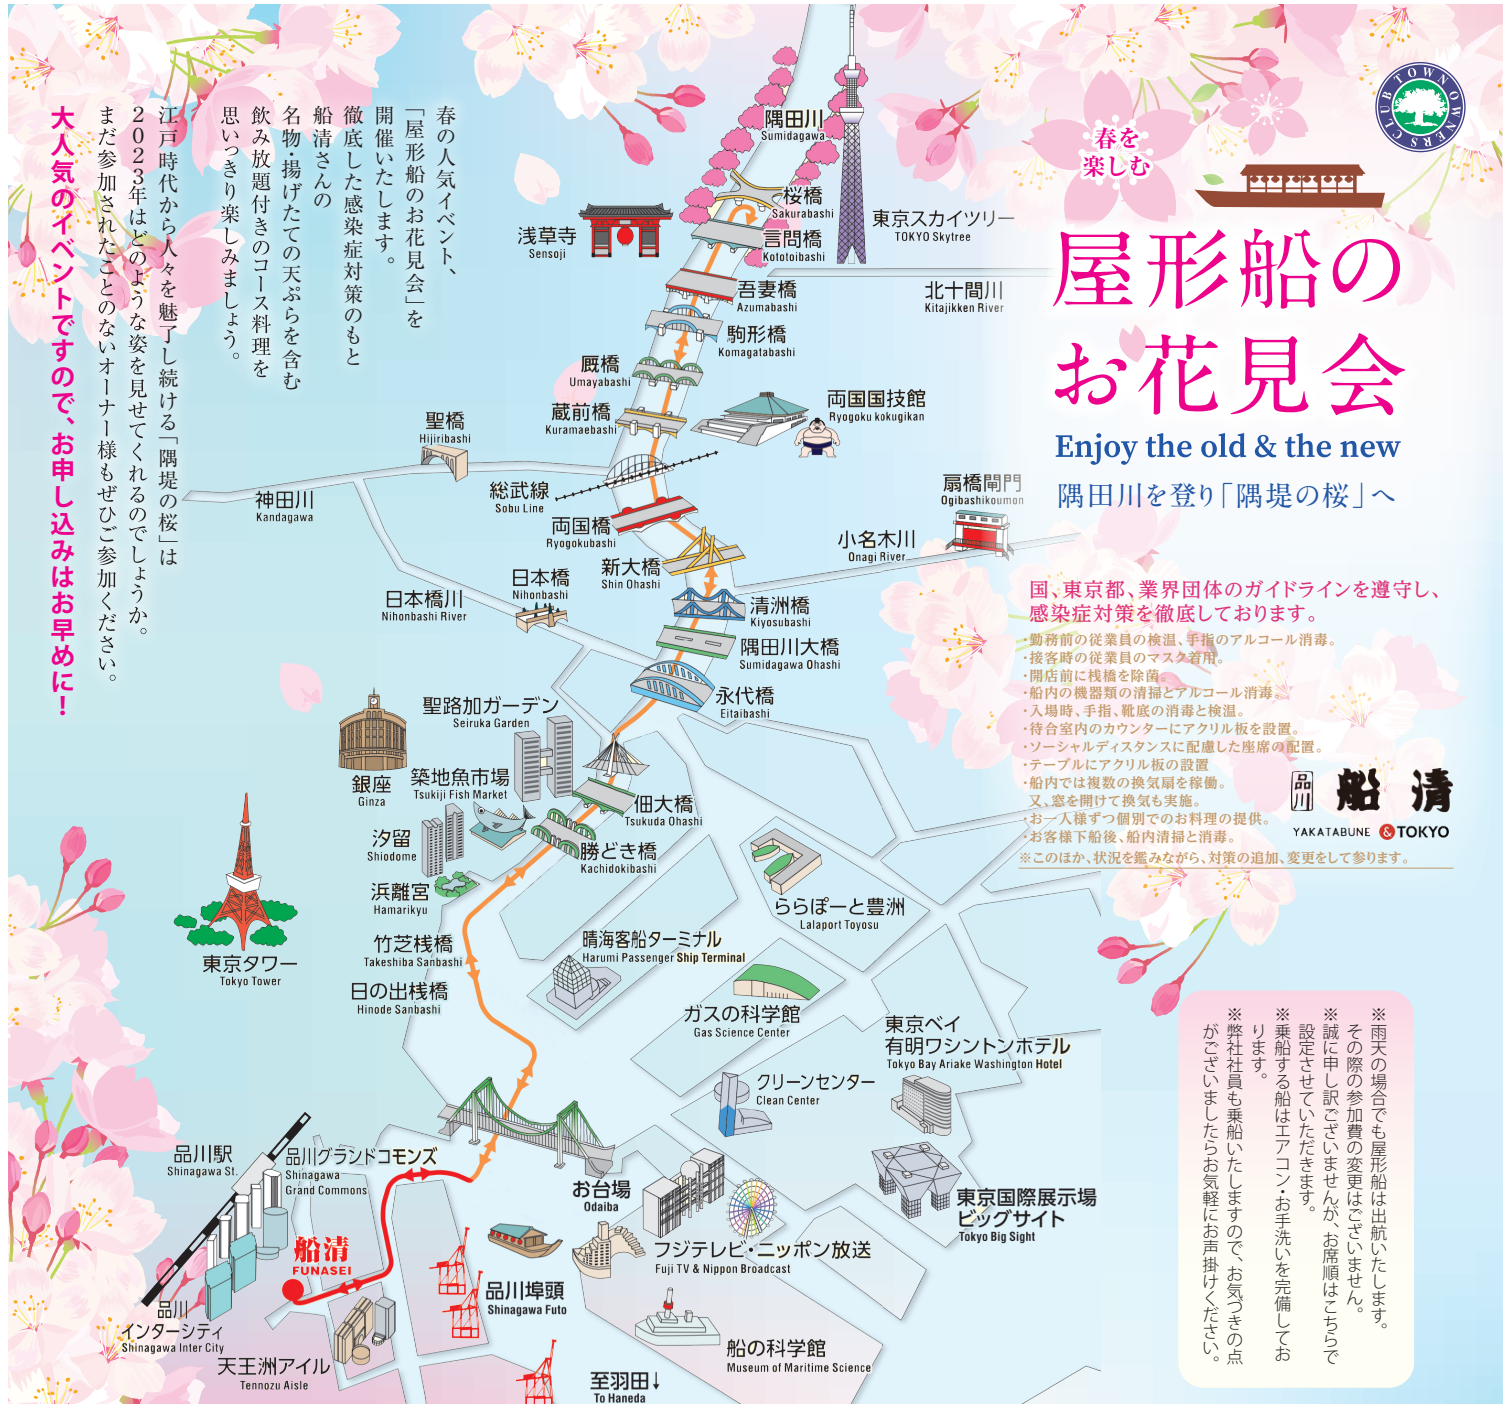 TOWN OWNERS CLUB
春を
楽しむ
屋形船の
お花見会
Enjoy the old & the new
隅田川を登り「隅堤の桜」へ
春の人気イベント、
「屋形船のお花見会」を
開催いたします。
徹底した感染症対策のもと
船清さんの
名物・揚げたての天ぷらを含む
飲み放題付きのコース料理を
思いっきり楽しみましょう。
江戸時代から人々を魅了し続ける「隅堤の桜」は
2023年はどのような姿を見せてくれるのでしょうか。
まだ参加されたことのないオーナー様もぜひご参加ください。
大人気のイベントですので、お申し込みはお早めに！
国、東京都、業界団体のガイドラインを遵守し、
感染症対策を徹底しております。
・勤務前の従業員の検温、手指のアルコール消毒。
・接客時の従業員のマスク着用。
・開店前に桟橋を除菌。
・船内の機器類の清掃とアルコール消毒。
・入場時、手指、靴底の消毒と検温。
・待合室内のカウンターにアクリル板を設置。
・ソーシャルディスタンスに配慮した座席の配置。
・テーブルにアクリル板の設置
・船内では複数の換気扇を稼働。
又、窓を開けて換気も実施。
・お一人様ずつ個別でのお料理の提供。
・お客様下船後、船内清掃と消毒。
※このほか、状況を鑑みながら、対策の追加、変更をして参ります。
品川 船清
YAKATABUNE & TOKYO
※雨天の場合でも屋形船は出航いたします。
その際の参加費の変更はございません。
※誠に申し訳ございませんが、お席順はこちらで
設定させていただきます。
※乗船する船はエアコン・お手洗いを完備してお
ります。
※弊社社員も乗船いたしますので、お気づきの点
がございましたらお気軽にお声掛けください。
隅田川
Sumidagawa
桜橋
Sakurabashi
東京スカイツリー
TOKYO Skytree
浅草寺
Sensoji
言問橋
Kototoibashi
吾妻橋
Azumabashi
北十間川
Kitajikken River
駒形橋
Komagatabashi
厩橋
Umayabashi
蔵前橋
Kuramaebashi
両国国技館
Ryogoku kokugikan
聖橋
Hijiribashi
神田川
Kandagawa
総武線
Sobu Line
扇橋閘門
Ogibashikoumon
両国橋
Ryogokubashi
小名木川
Onagi River
新大橋
Shin Ohashi
日本橋
Nihonbashi
日本橋川
Nihonbashi River
清洲橋
Kiyosubashi
隅田川大橋
Sumidagawa Ohashi
永代橋
Eitaibashi
聖路加ガーデン
Seiruka Garden
銀座
Ginza
築地魚市場
Tsukiji Fish Market
佃大橋
Tsukuda Ohashi
汐留
Shiodome
勝どき橋
Kachidokibashi
浜離宮
Hamarikyu
ららぽーと豊洲
Lalaport Toyosu
竹芝桟橋
Takeshiba Sanbashi
晴海客船ターミナル
Harumi Passenger Ship Terminal
東京タワー
Tokyo Tower
日の出桟橋
Hinode Sanbashi
ガスの科学館
Gas Science Center
東京ベイ
有明ワシントンホテル
Tokyo Bay Ariake Washington Hotel
クリーンセンター
Clean Center
品川駅
Shinagawa St.
品川グランドコモンズ
Shinagawa
Grand Commons
お台場
Odaiba
東京国際展示場
ビッグサイト
Tokyo Big Sight
船清
FUNASEI
フジテレビ・ニッポン放送
Fuji TV & Nippon Broadcast
品川埠頭
Shinagawa Futo
品川
インターシティ
Shinagawa Inter City
天王洲アイル
Tennozu Aisle
船の科学館
Museum of Maritime Science
至羽田↓
To Haneda